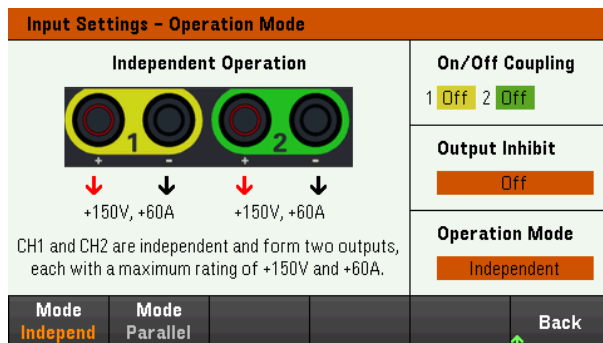 Input Settings – Operation Mode
Independent Operation
1 2
+ - + -
+150V, +60A +150V, +60A
CH1 and CH2 are independent and form two outputs,
each with a maximum rating of +150V and +60A.
On/Off Coupling
1 Off 2 Off
Output Inhibit
Off
Operation Mode
Independent
Mode
Independ
Mode
Parallel
Back